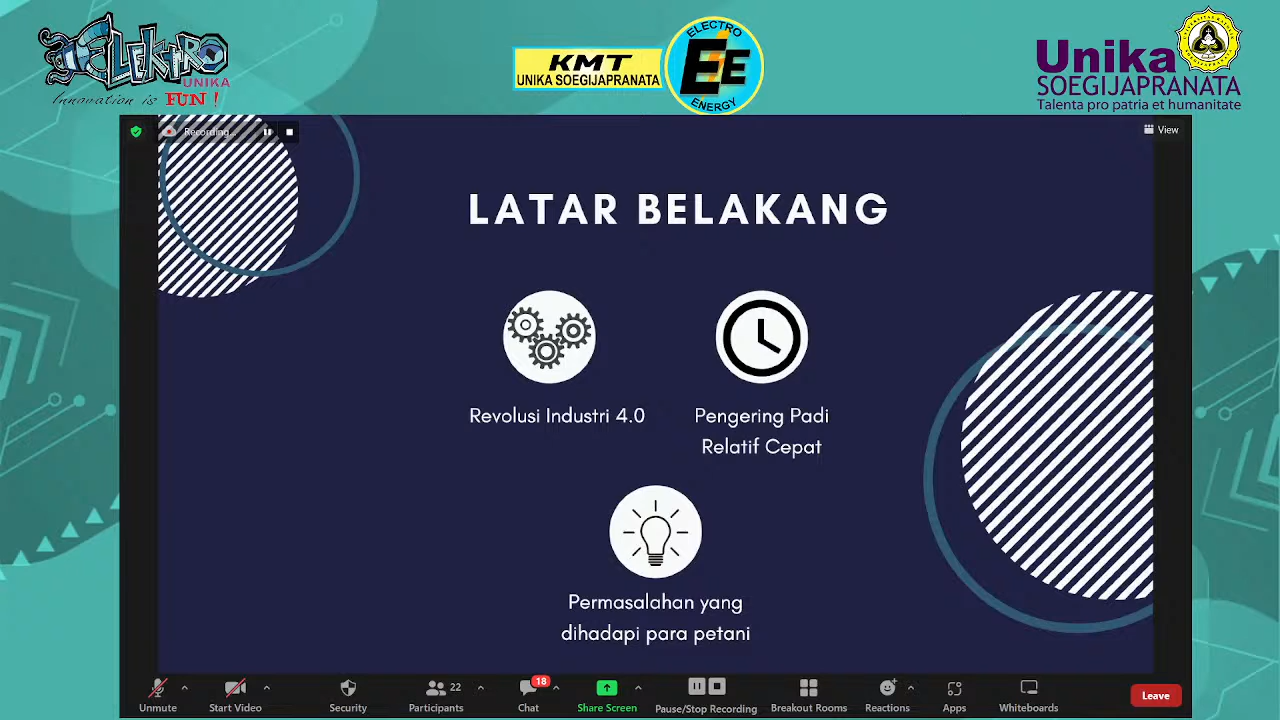 ELEKTRO
UNIKA
Innovation is FUN !
KMT
UNIKA SOEGIJAPRANATA
ELECTRO
EE
ENERGY
Unika
SOEGIJAPRANATA
Talenta pro patria et humanitate
Recording...
View
LATAR BELAKANG
Revolusi Industri 4.0
Pengering Padi
Relatif Cepat
Permasalahan yang
dihadapi para petani
22
18
Unmute
Start Video
Security
Participants
Chat
Share Screen
Pause/Stop Recording
Breakout Rooms
Reactions
Apps
Whiteboards
Leave